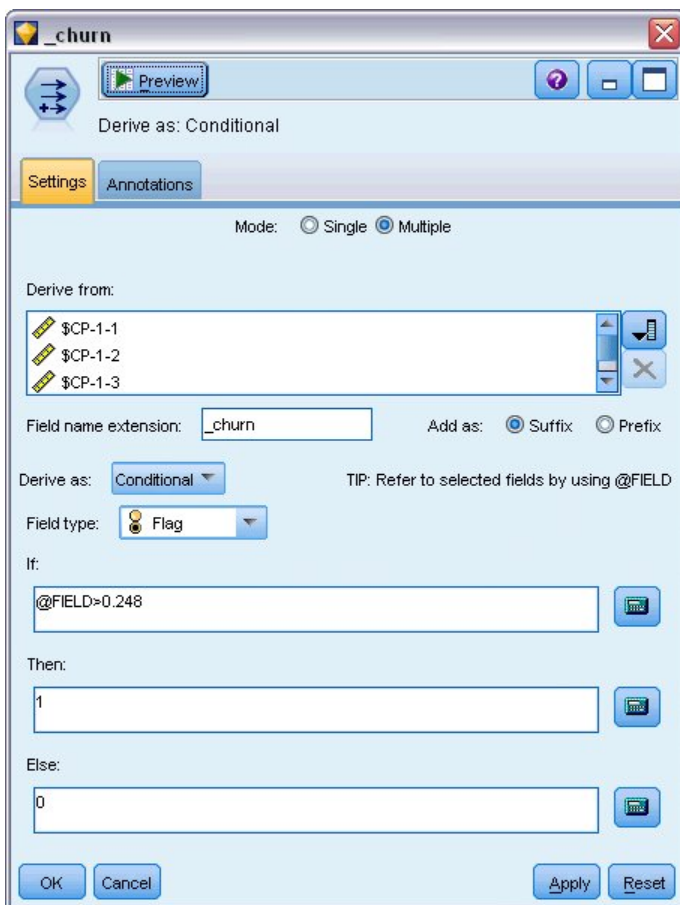 _churn
Preview
Derive as: Conditional
Settings Annotations
Mode: Single Multiple
Derive from:
$CP-1-1
$CP-1-2
$CP-1-3
Field name extension: _churn Add as: Suffix Prefix
Derive as: Conditional TIP: Refer to selected fields by using @FIELD
Field type: Flag
If:
@FIELD>0.248
Then:
1
Else:
0
OK Cancel Apply Reset